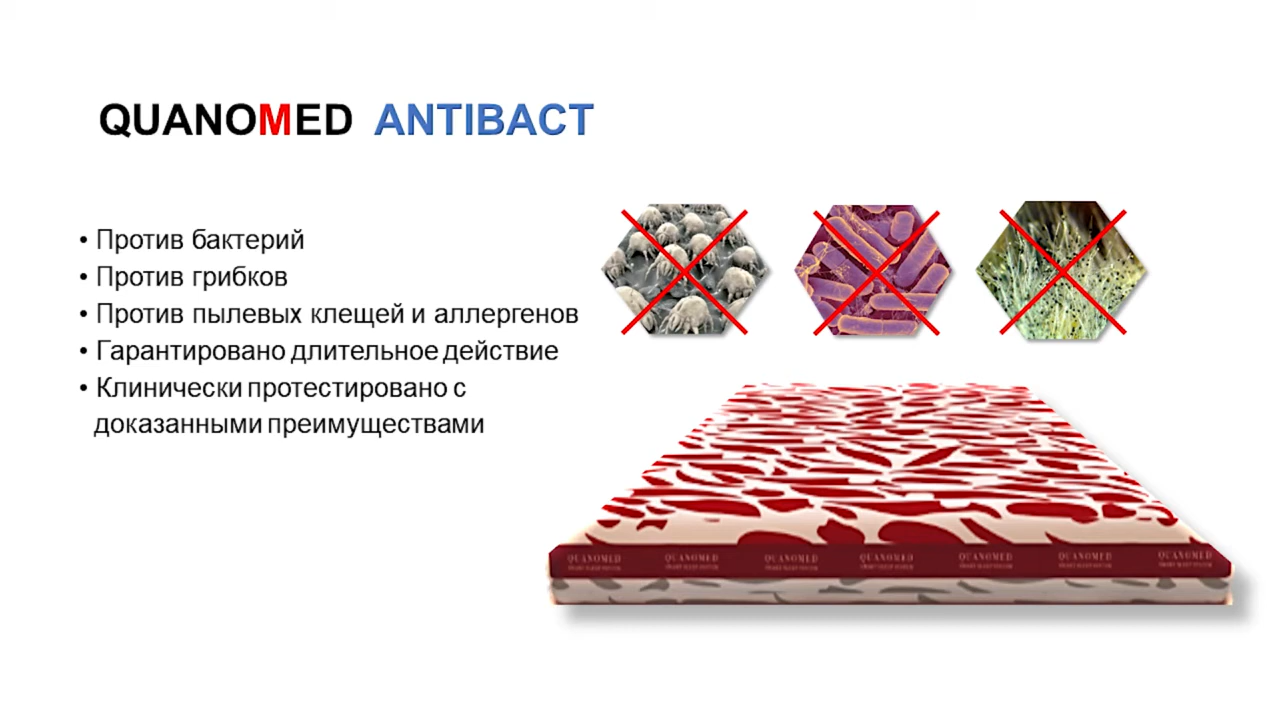 QUANOMED ANTIBACT
• Против бактерий
• Против грибков
• Против пылевых клещей и аллергенов
• Гарантировано длительное действие
• Клинически протестировано с
доказанными преимуществами
QUANOMED QUANOMED QUANOMED QUANOMED QUANOMED QUANOMED QUANOMED